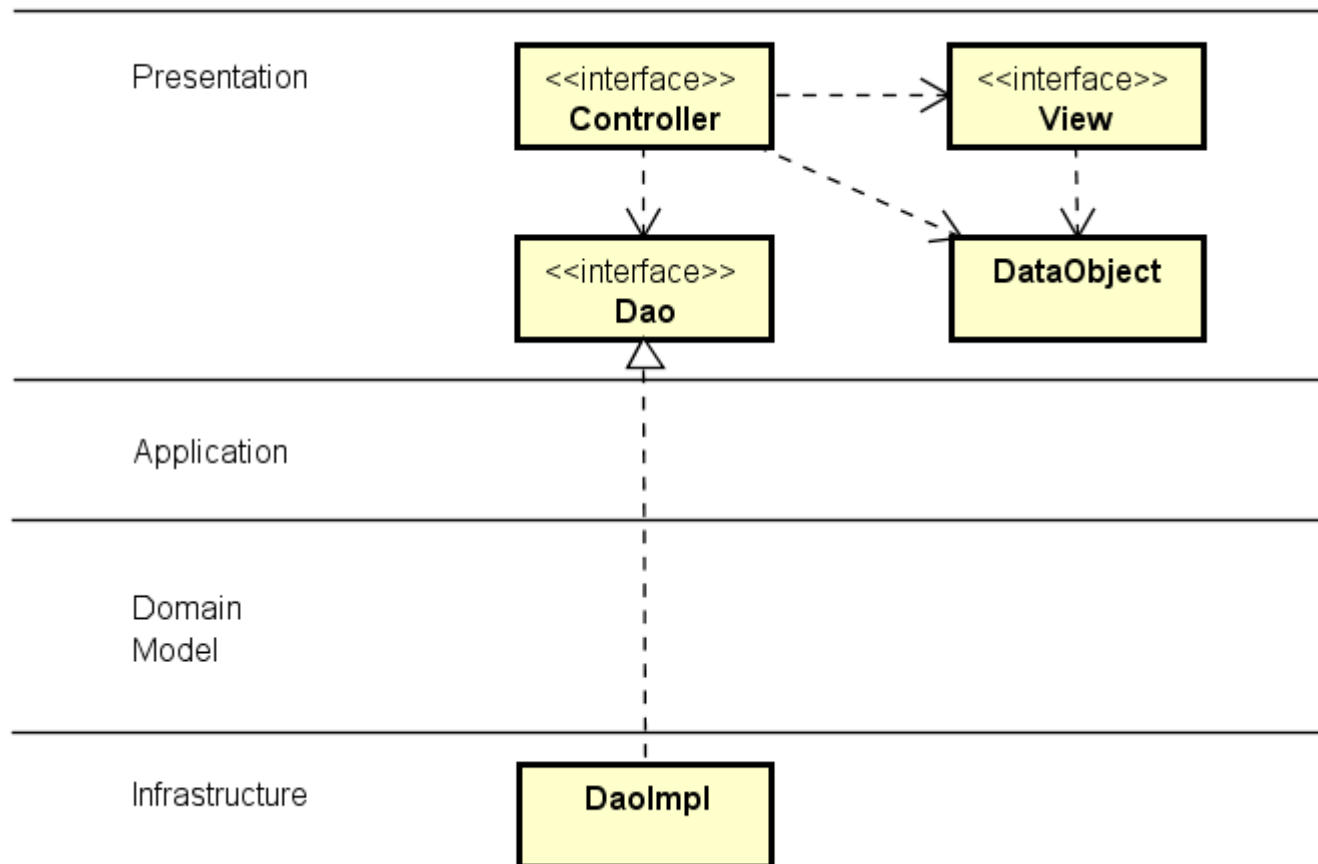 Presentation
<<interface>>
Controller
<<interface>>
View
<<interface>>
Dao
DataObject
Application
Domain
Model
Infrastructure
DaoImpl